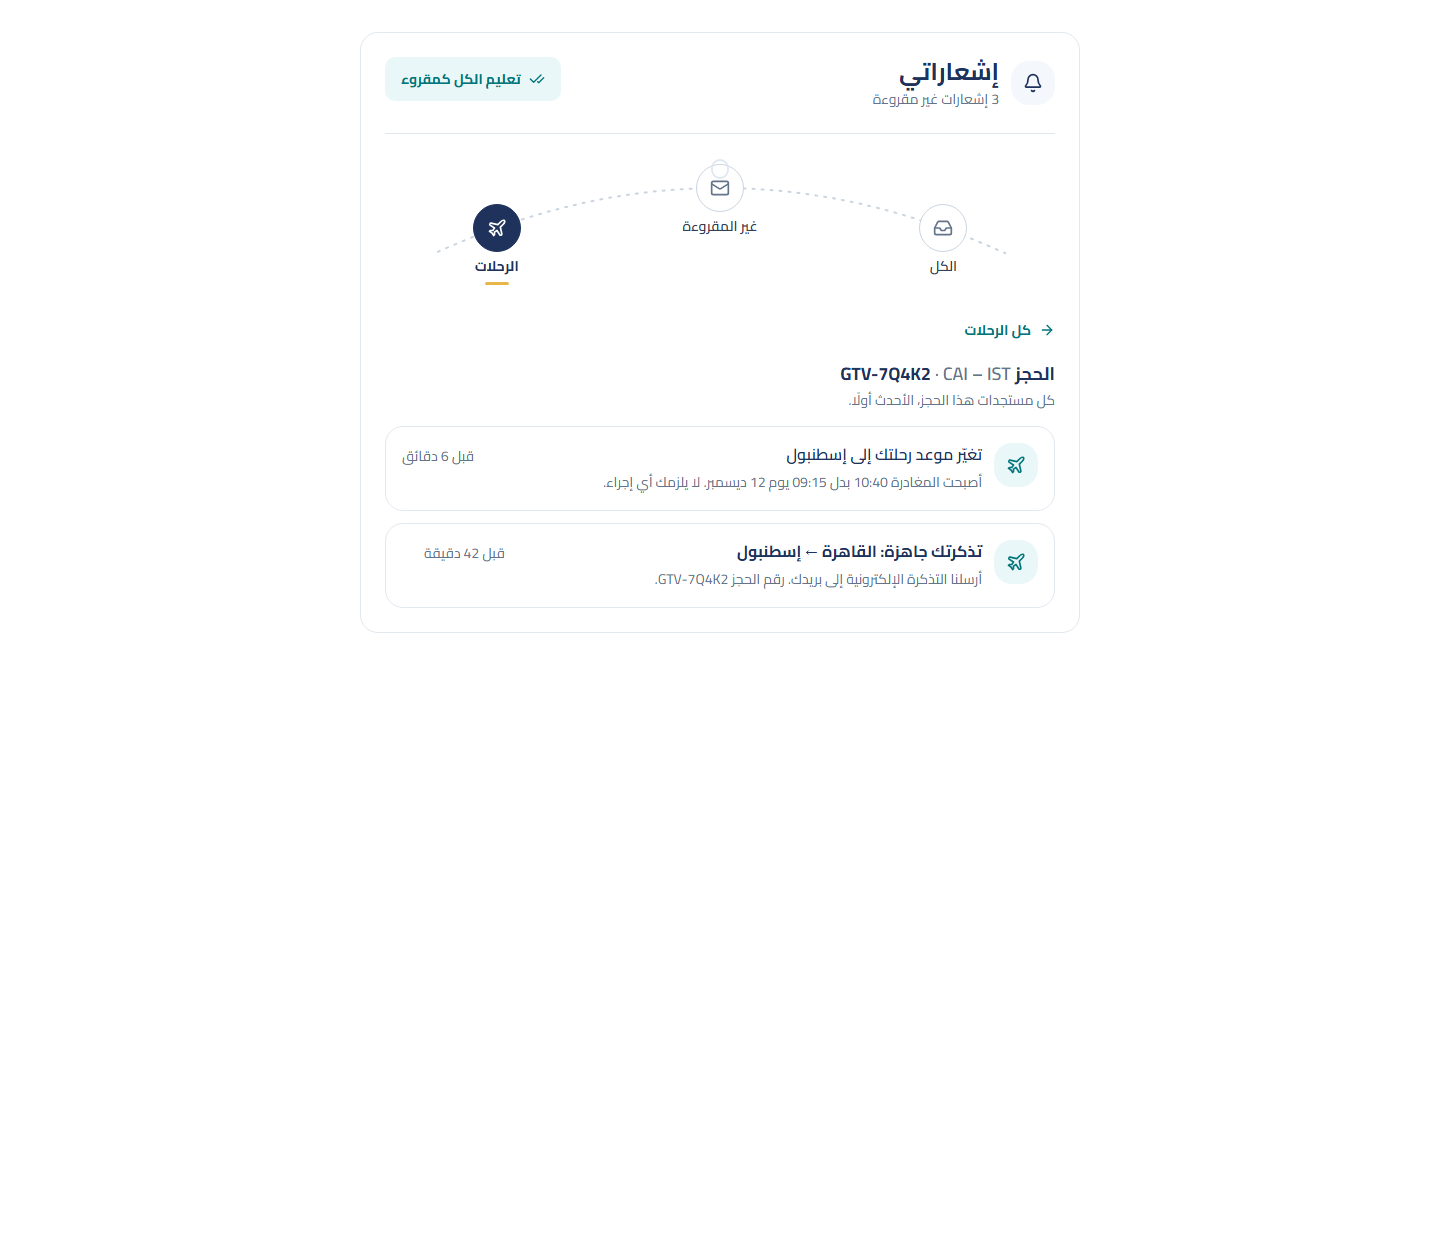 إشعاراتي
3 إشعارات غير مقروءة
تعليم الكل كمقروء
الكل
غير المقروءة
الرحلات
كل الرحلات
الحجز GTV-7Q4K2 · CAI – IST
كل مستجدات هذا الحجز، الأحدث أولًا.
تغيّر موعد رحلتك إلى إسطنبول
قبل 6 دقائق
أصبحت المغادرة 10:40 بدل 09:15 يوم 12 ديسمبر. لا يلزمك أي إجراء.
تذكرتك جاهزة: القاهرة ← إسطنبول
قبل 42 دقيقة
أرسلنا التذكرة الإلكترونية إلى بريدك. رقم الحجز GTV-7Q4K2.